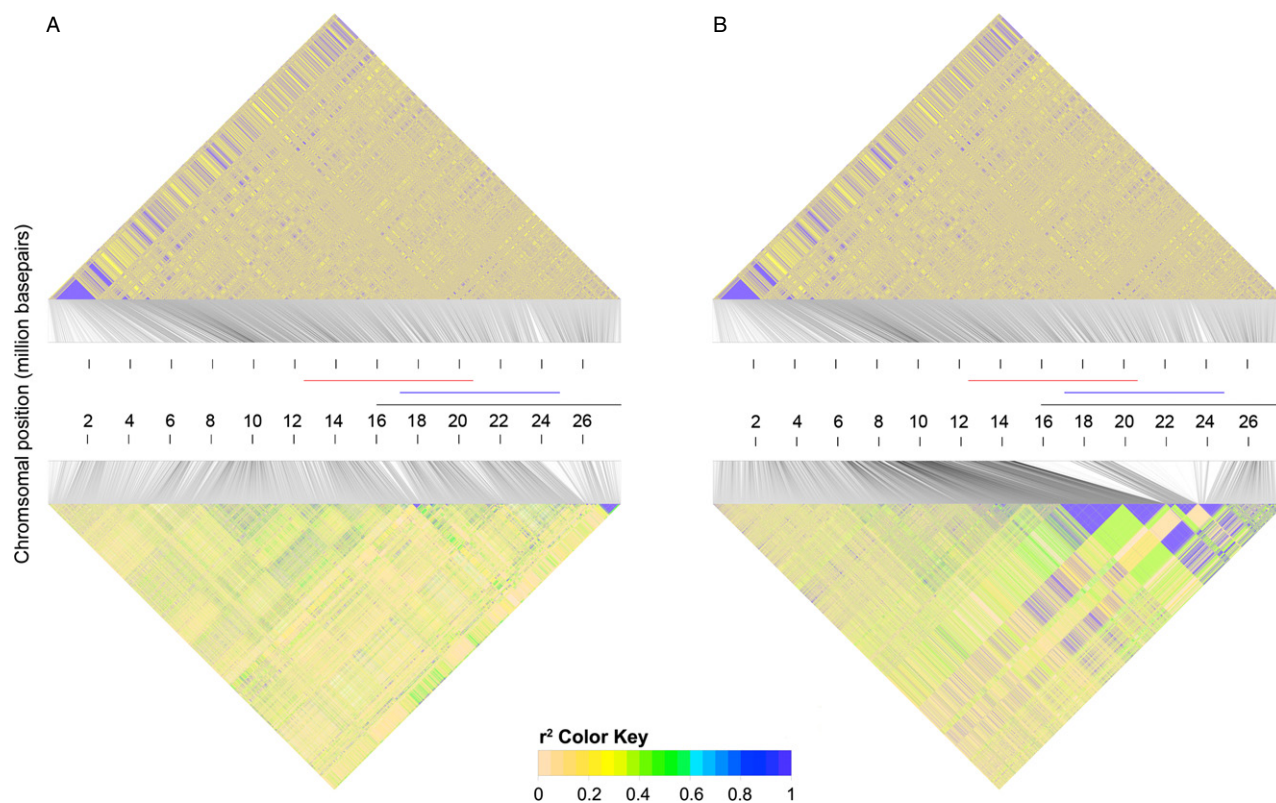 A
B
Chromsomal position (million basepairs)
2 4 6 8 10 12 14 16 18 20 22 24 26
2 4 6 8 10 12 14 16 18 20 22 24 26
r² Color Key
0 0.2 0.4 0.6 0.8 1